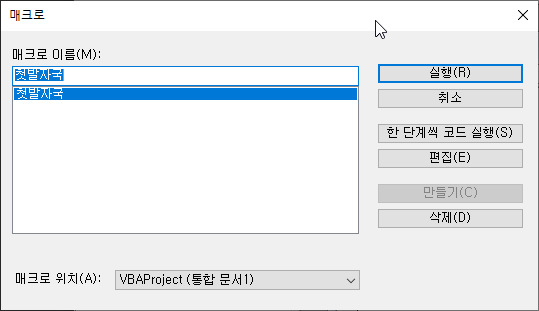 매크로
매크로 이름(M):
첫발자국
첫발자국
실행(R)
취소
한 단계씩 코드 실행(S)
편집(E)
만들기(C)
삭제(D)
매크로 위치(A):
VBAProject (통합 문서1)